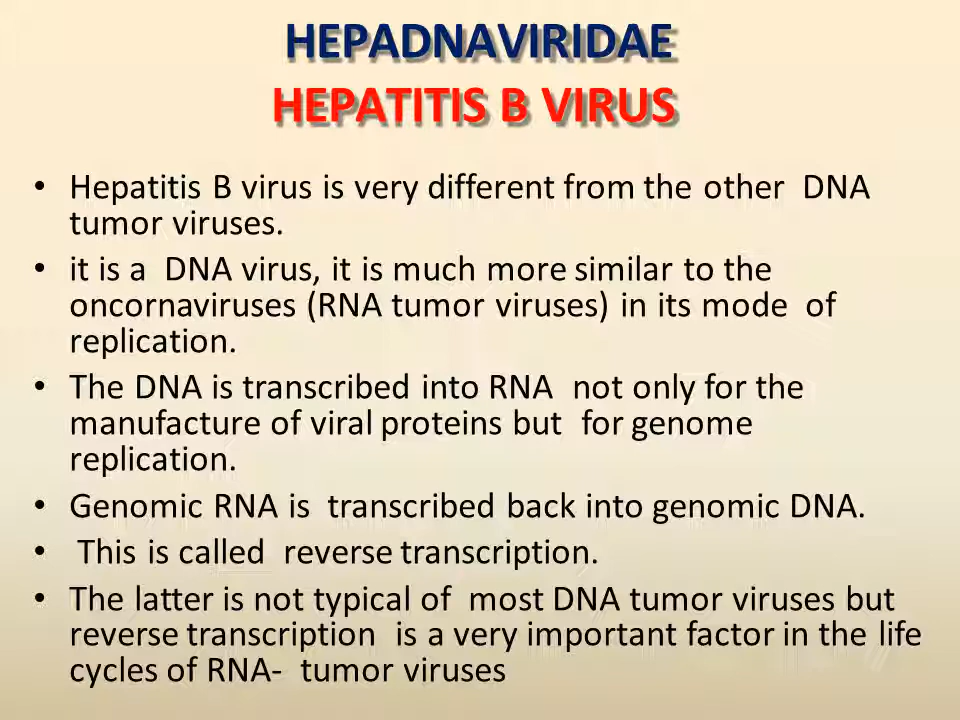 HEPADNAVIRIDAE
HEPATITIS B VIRUS
• Hepatitis B virus is very different from the other DNA
tumor viruses.
• it is a DNA virus, it is much more similar to the
oncornaviruses (RNA tumor viruses) in its mode of
replication.
• The DNA is transcribed into RNA not only for the
manufacture of viral proteins but for genome
replication.
• Genomic RNA is transcribed back into genomic DNA.
• This is called reverse transcription.
• The latter is not typical of most DNA tumor viruses but
reverse transcription is a very important factor in the life
cycles of RNA- tumor viruses